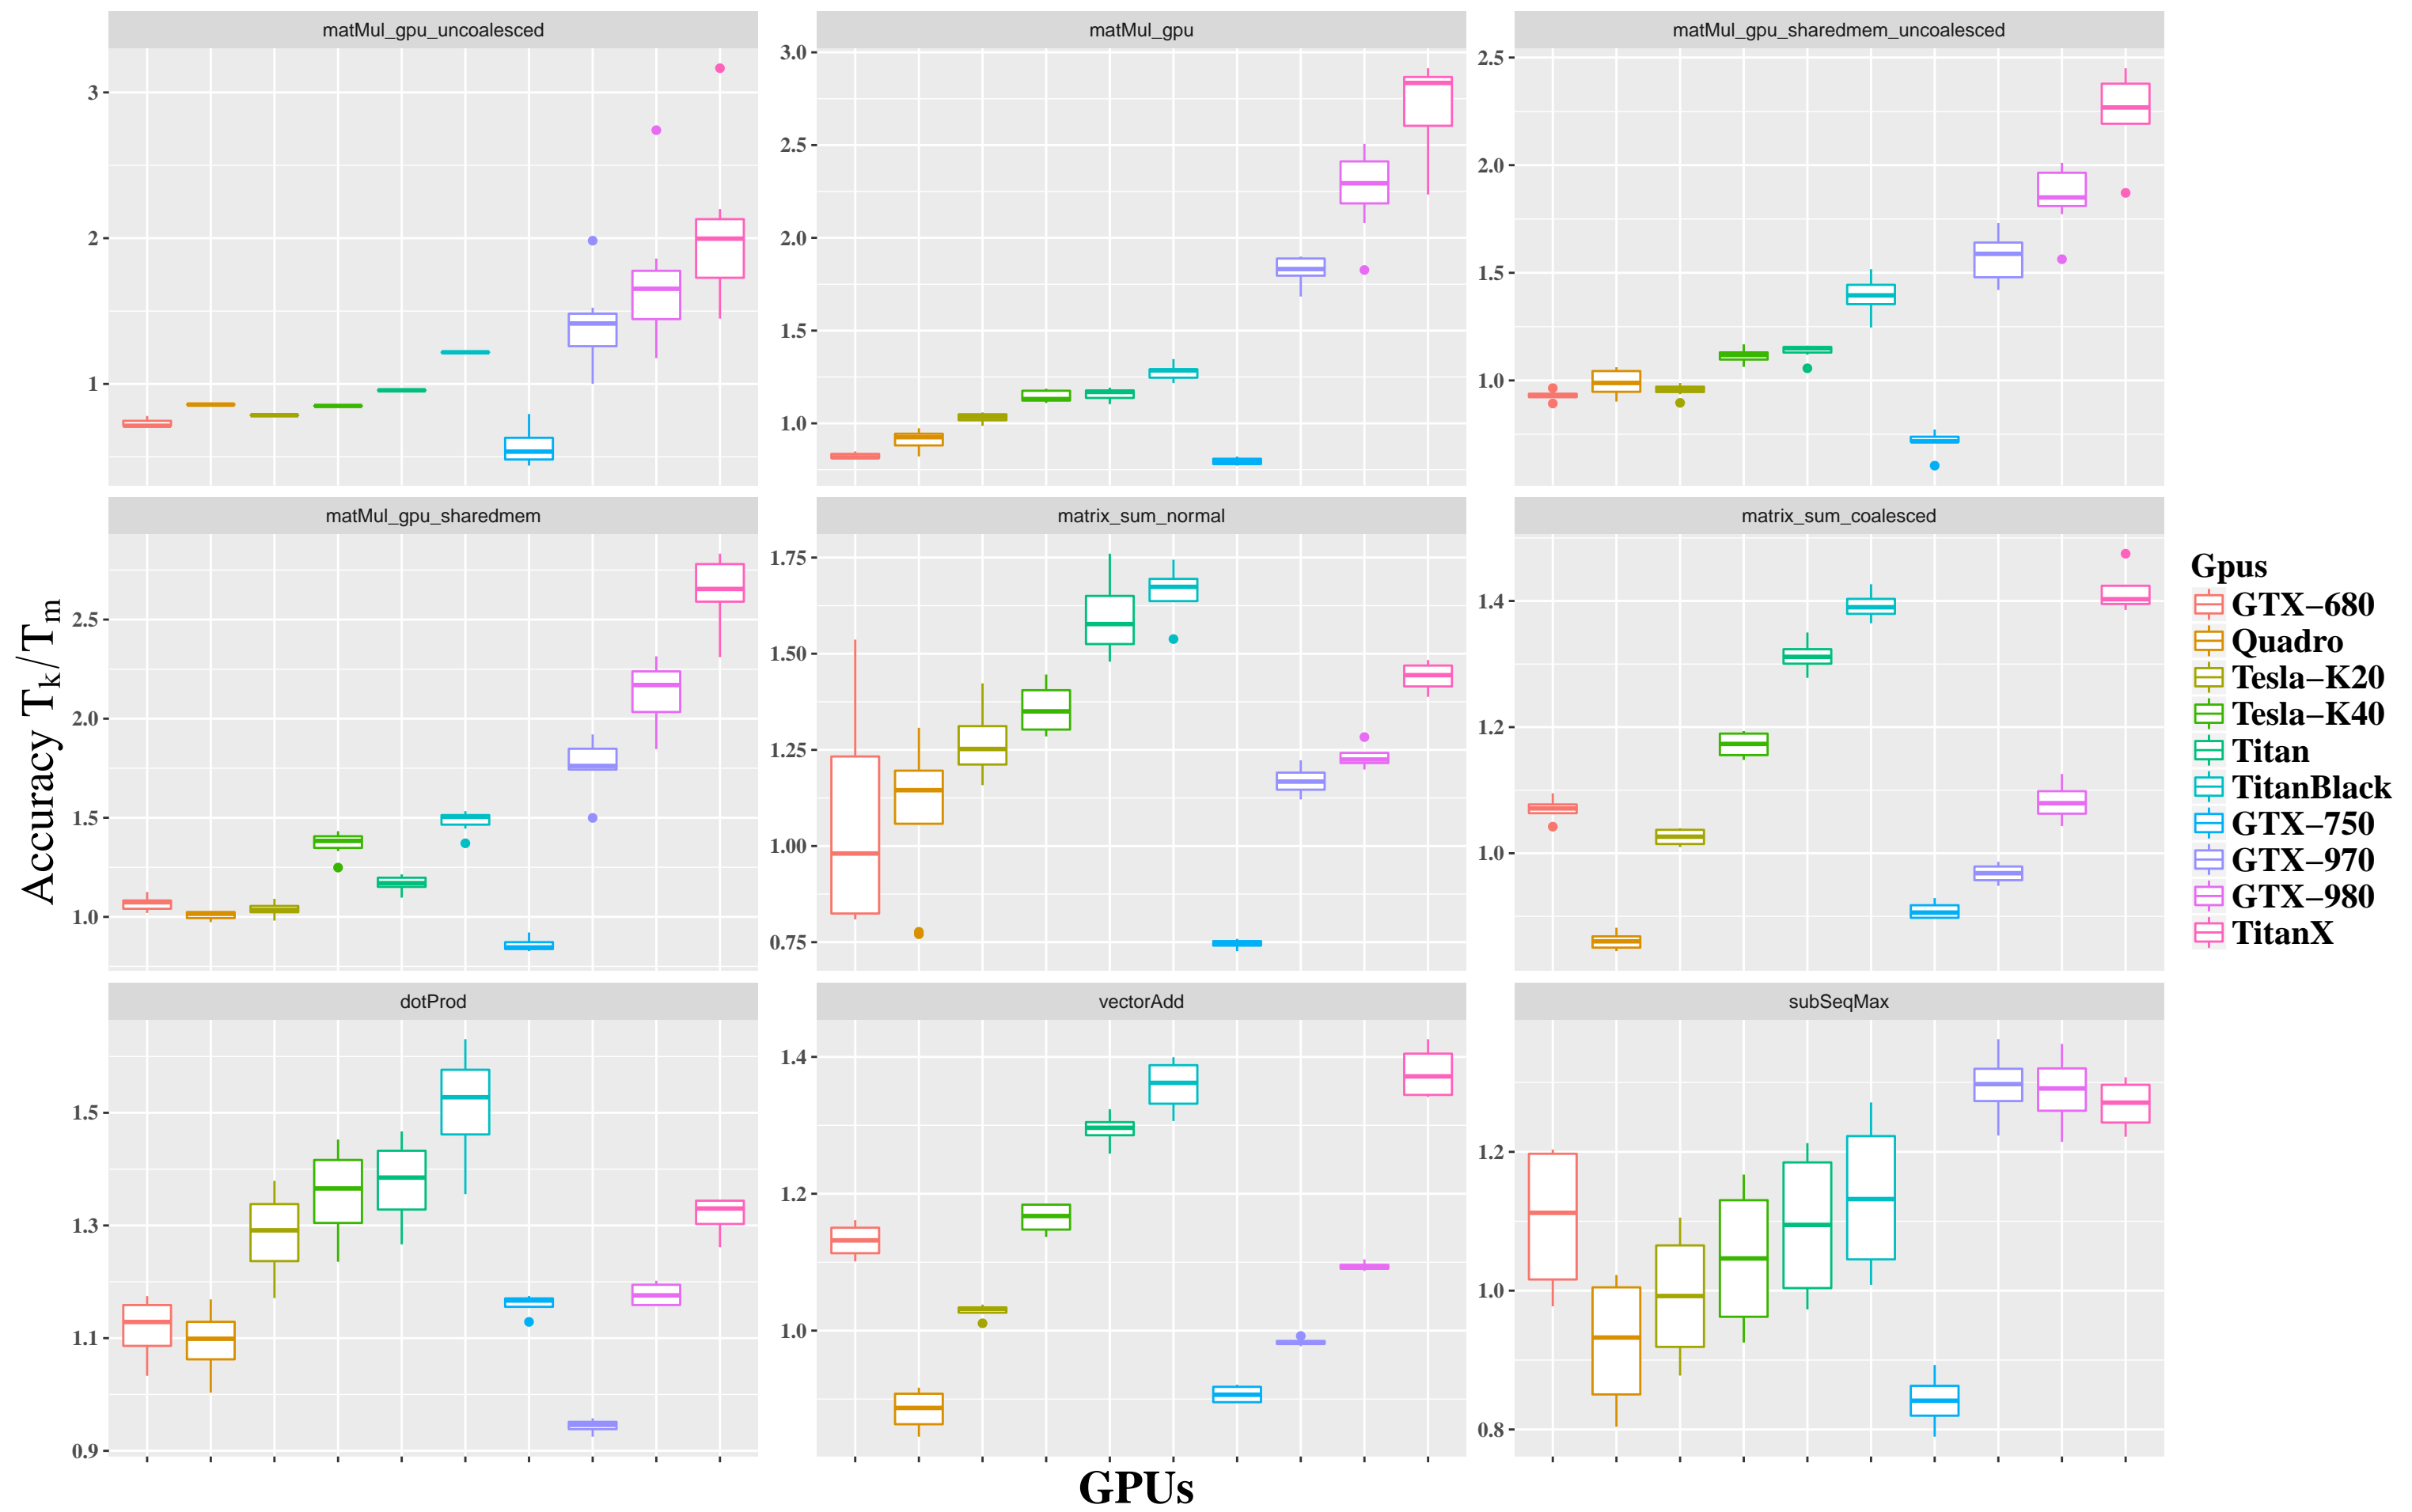 matMul_gpu_uncoalesced
matMul_gpu
matMul_gpu_sharedmem_uncoalesced
3
2
1
3.0
2.5
2.0
1.5
1.0
2.5
2.0
1.5
1.0
matMul_gpu_sharedmem
matrix_sum_normal
matrix_sum_coalesced
2.5
2.0
1.5
1.0
1.75
1.50
1.25
1.00
0.75
1.4
1.2
1.0
dotProd
vectorAdd
subSeqMax
1.5
1.3
1.1
0.9
1.4
1.2
1.0
1.2
1.0
0.8
Accuracy Tk/Tm
GPUs
Gpus
GTX−680
Quadro
Tesla−K20
Tesla−K40
Titan
TitanBlack
GTX−750
GTX−970
GTX−980
TitanX